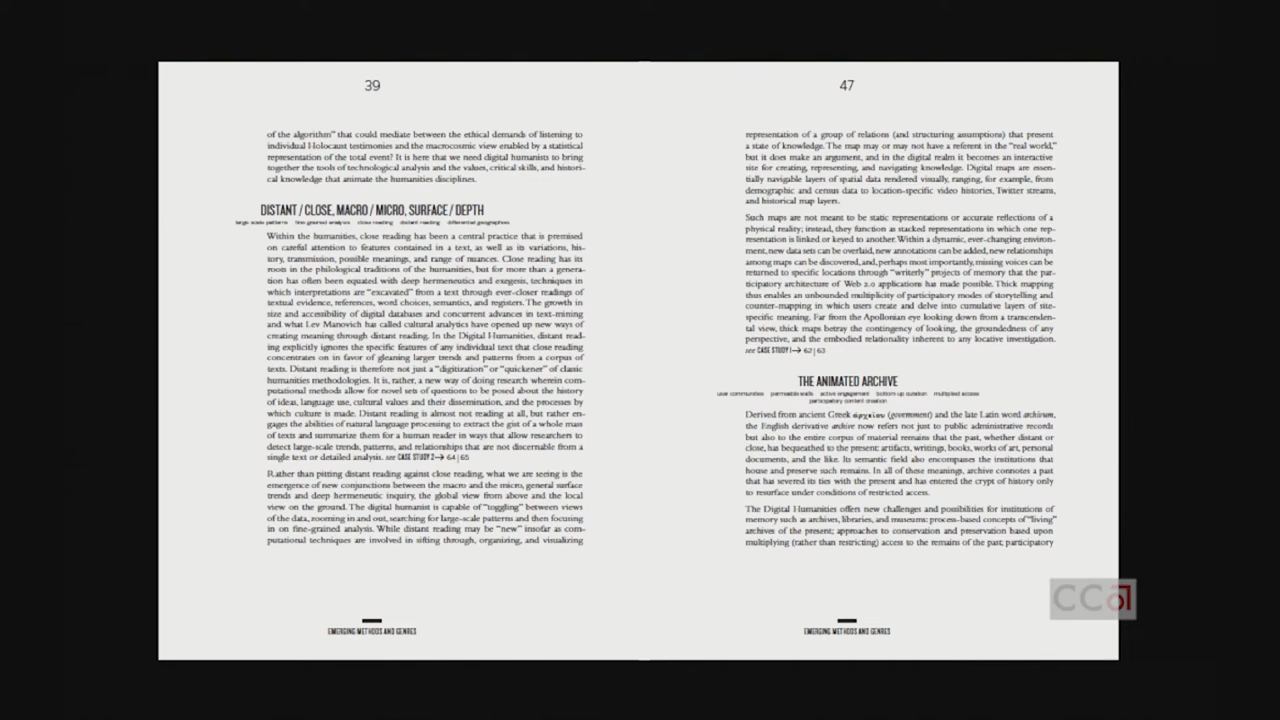 39
of the algorithm” that could mediate between the ethical demands of listening to
individual Holocaust testimonies and the macrocosmic view enabled by a statistical
representation of the total event? It is here that we need digital humanists to bring
together the tools of technological analysis and the values, critical skills, and histori-
cal knowledge that animate the humanities disciplines.
DISTANT / CLOSE, MACRO / MICRO, SURFACE / DEPTH
large scale patterns fine-grained analysis close reading distant reading differential geographies
Within the humanities, close reading has been a central practice that is premised
on careful attention to features contained in a text, as well as its variations, his-
tory, transmission, possible meanings, and range of nuances. Close reading has its
roots in the philological traditions of the humanities, but for more than a genera-
tion has often been equated with deep hermeneutics and exegesis, techniques in
which interpretations are “excavated” from a text through ever-closer readings of
textual evidence, references, word choices, semantics, and registers. The growth in
size and accessibility of digital databases and concurrent advances in text-mining
and what Lev Manovich has called cultural analytics have opened up new ways of
creating meaning through distant reading. In the Digital Humanities, distant read-
ing explicitly ignores the specific features of any individual text that close reading
concentrates on in favor of gleaning larger trends and patterns from a corpus of
texts. Distant reading is therefore not just a “digitization” or “quickener” of classic
humanities methodologies. It is, rather, a new way of doing research wherein com-
putational methods allow for novel sets of questions to be posed about the history
of ideas, language use, cultural values and their dissemination, and the processes by
which culture is made. Distant reading is almost not reading at all, but rather en-
gages the abilities of natural language processing to extract the gist of a whole mass
of texts and summarize them for a human reader in ways that allow researchers to
detect large-scale trends, patterns, and relationships that are not discernable from a
single text or detailed analysis. see CASE STUDY 2→ 64|65
Rather than pitting distant reading against close reading, what we are seeing is the
emergence of new conjunctions between the macro and the micro, general surface
trends and deep hermeneutic inquiry, the global view from above and the local
view on the ground. The digital humanist is capable of “toggling” between views
of the data, zooming in and out, searching for large-scale patterns and then focusing
in on fine-grained analysis. While distant reading may be “new” insofar as com-
putational techniques are involved in sifting through, organizing, and visualizing
EMERGING METHODS AND GENRES
47
representation of a group of relations (and structuring assumptions) that present
a state of knowledge. The map may or may not have a referent in the “real world,”
but it does make an argument, and in the digital realm it becomes an interactive
site for creating, representing, and navigating knowledge. Digital maps are essen-
tially navigable layers of spatial data rendered visually, ranging, for example, from
demographic and census data to location-specific video histories, Twitter streams,
and historical map layers.
Such maps are not meant to be static representations or accurate reflections of a
physical reality; instead, they function as stacked representations in which one rep-
resentation is linked or keyed to another. Within a dynamic, ever-changing environ-
ment, new data sets can be overlaid, new annotations can be added, new relationships
among maps can be discovered, and, perhaps most importantly, missing voices can be
returned to specific locations through “writerly” projects of memory that the par-
ticipatory architecture of Web 2.0 applications has made possible. Thick mapping
thus enables an unbounded multiplicity of participatory modes of storytelling and
counter-mapping in which users create and delve into cumulative layers of site-
specific meaning. Far from the Apollonian eye looking down from a transcenden-
tal view, thick maps betray the contingency of looking, the groundedness of any
perspective, and the embodied relationality inherent to any locative investigation.
see CASE STUDY 1→ 62|63
THE ANIMATED ARCHIVE
user communities permeable walls active engagement bottom up curation multiplied access
participatory content creation
Derived from ancient Greek ἀρχεῖον (government) and the late Latin word archivum,
the English derivative archive now refers not just to public administrative records
but also to the entire corpus of material remains that the past, whether distant or
close, has bequeathed to the present: artifacts, writings, books, works of art, personal
documents, and the like. Its semantic field also encompasses the institutions that
house and preserve such remains. In all of these meanings, archive connotes a past
that has severed its ties with the present and has entered the crypt of history only
to resurface under conditions of restricted access.
The Digital Humanities offers new challenges and possibilities for institutions of
memory such as archives, libraries, and museums: process-based concepts of “living”
archives of the present; approaches to conservation and preservation based upon
multiplying (rather than restricting) access to the remains of the past; participatory
EMERGING METHODS AND GENRES
CCA